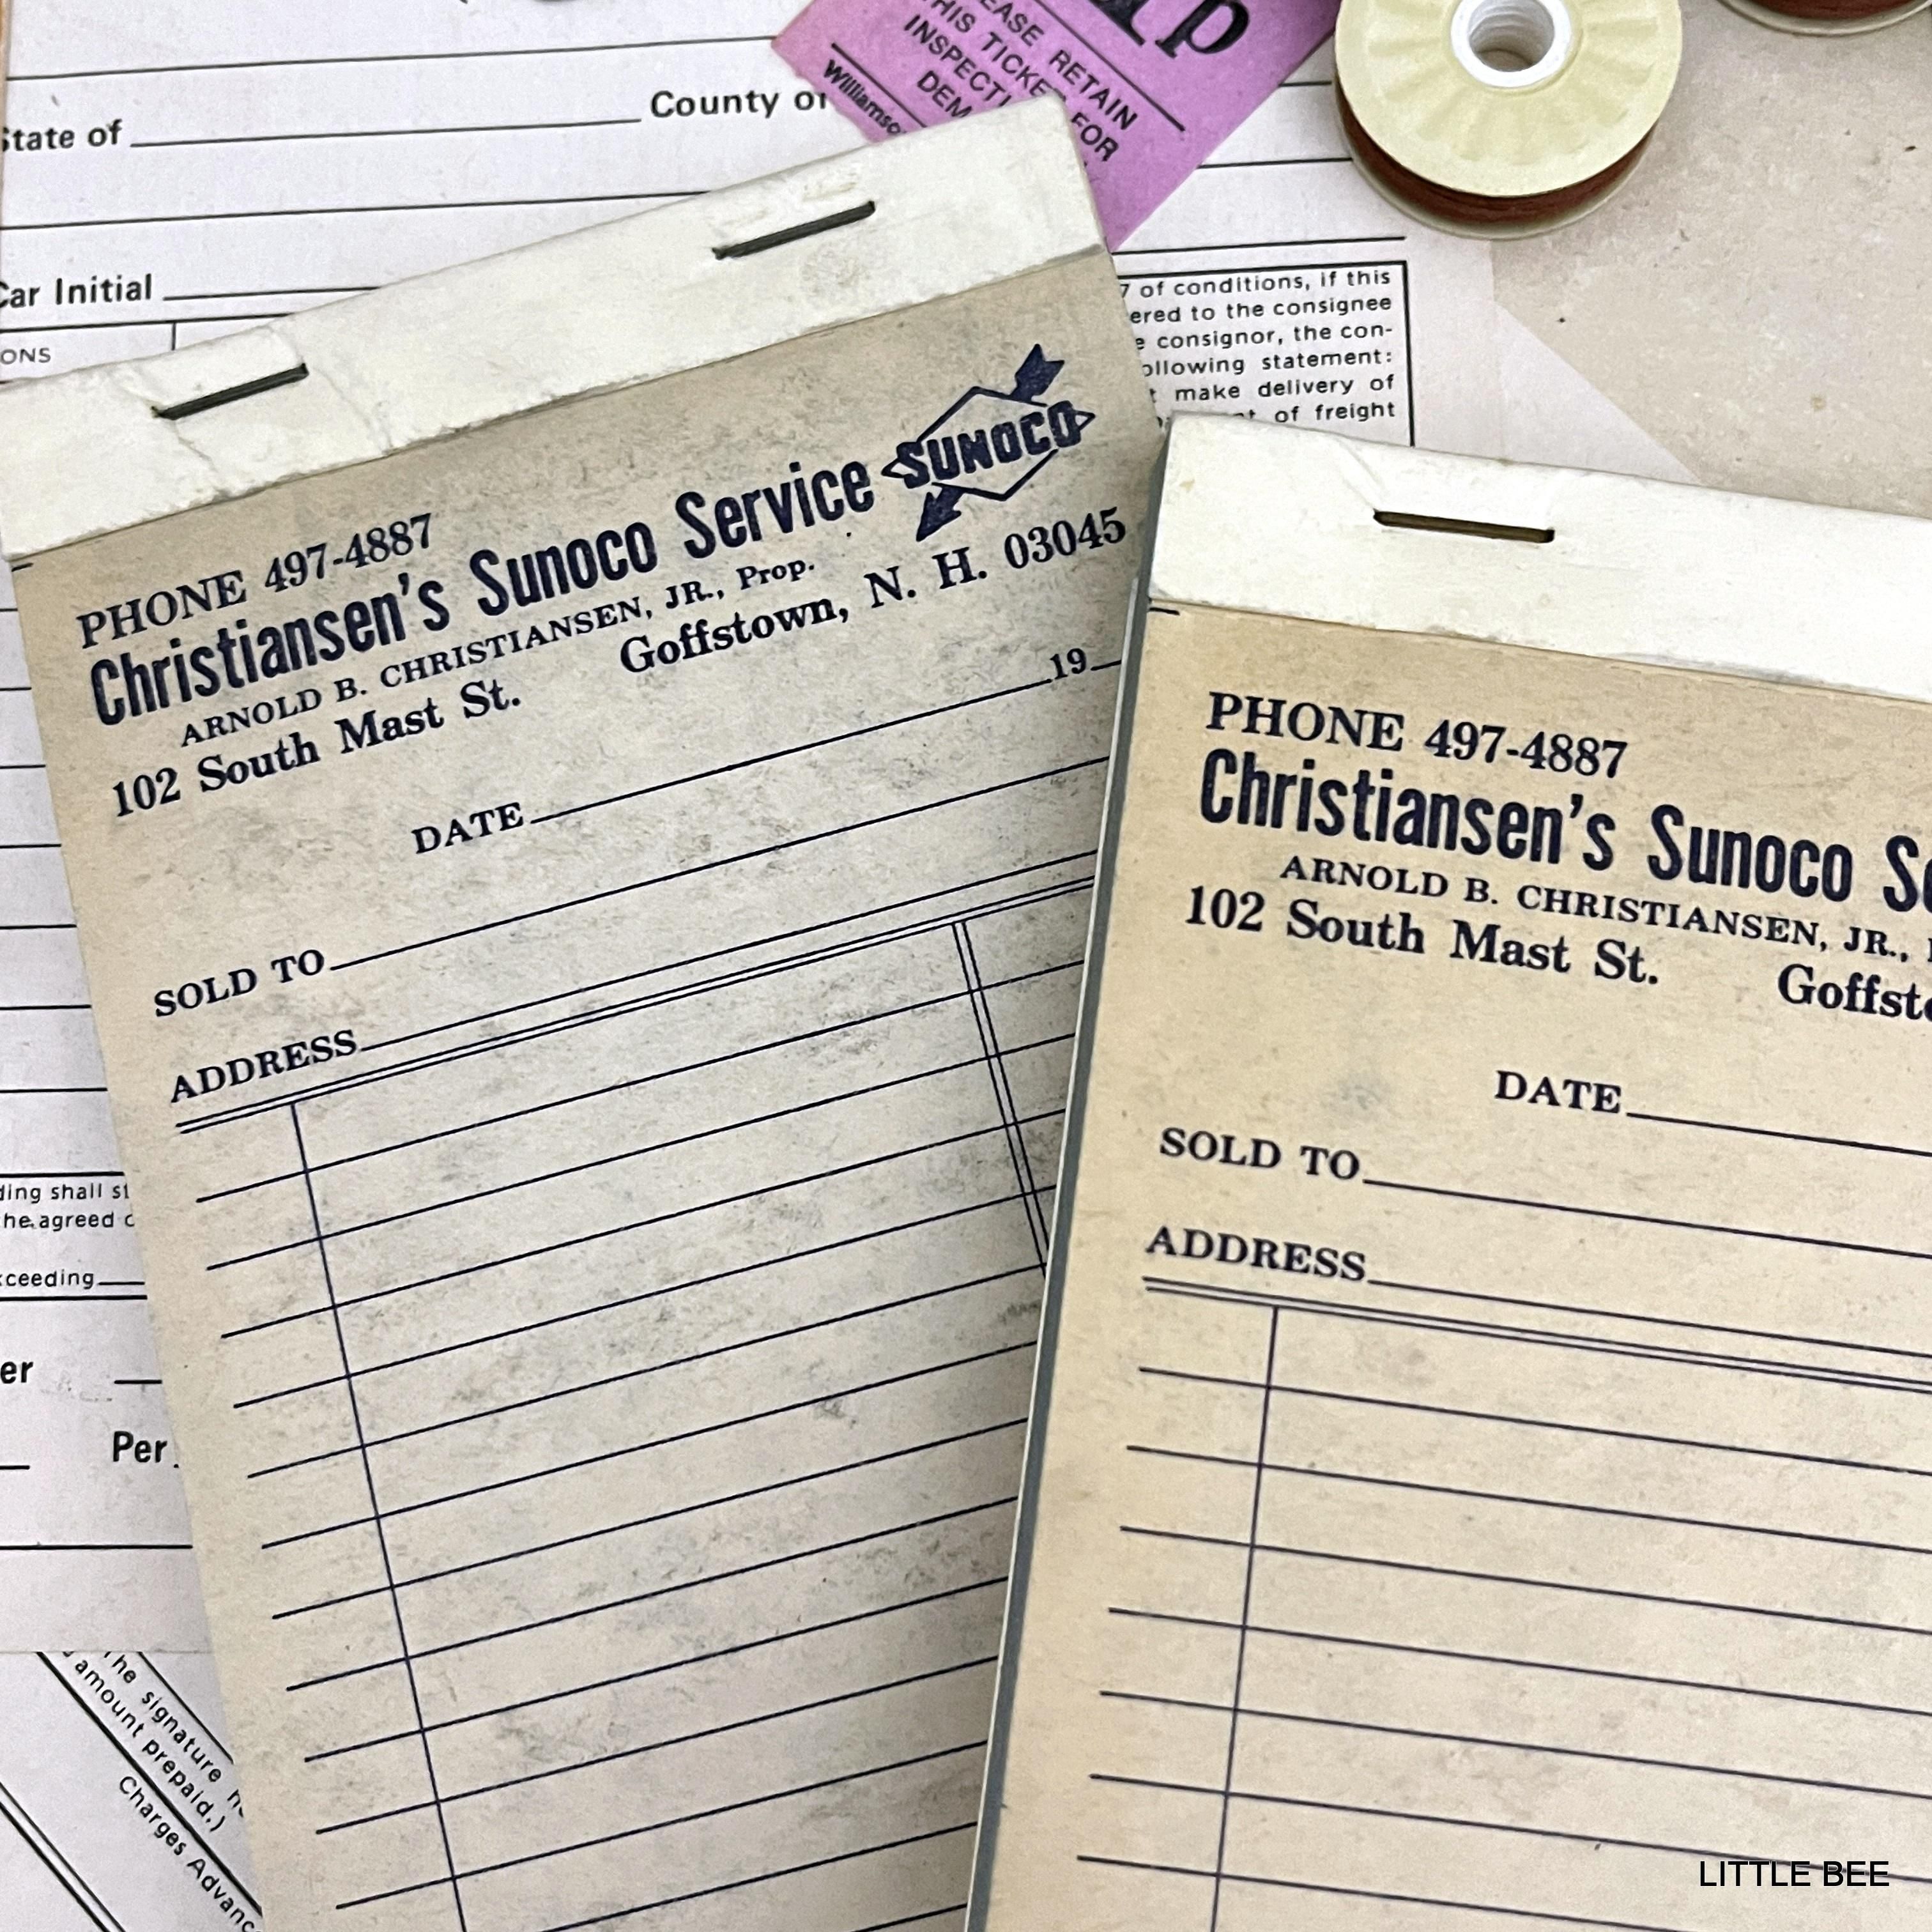 State of
County of
Car Initial
ONS
EASE RETAIN
THIS TICKET FOR
INSPECTI
DEM
7 of conditions, if this
ered to the consignee
e consignor, the con-
ollowing statement:
t make delivery of
of freight
PHONE 497-4887
Christiansen's Sunoco Service
SUNOCO
ARNOLD B. CHRISTIANSEN, JR., Prop.
102 South Mast St. Goffstown, N. H. 03045
DATE 19
SOLD TO
ADDRESS
PHONE 497-4887
Christiansen's Sunoco Se
ARNOLD B. CHRISTIANSEN, JR.,
102 South Mast St. Goffst
DATE
SOLD TO
ADDRESS
ding shall st
he agreed
ceeding
er
Per
The signature
amount prepaid.)
Charges Advanc
LITTLE BEE